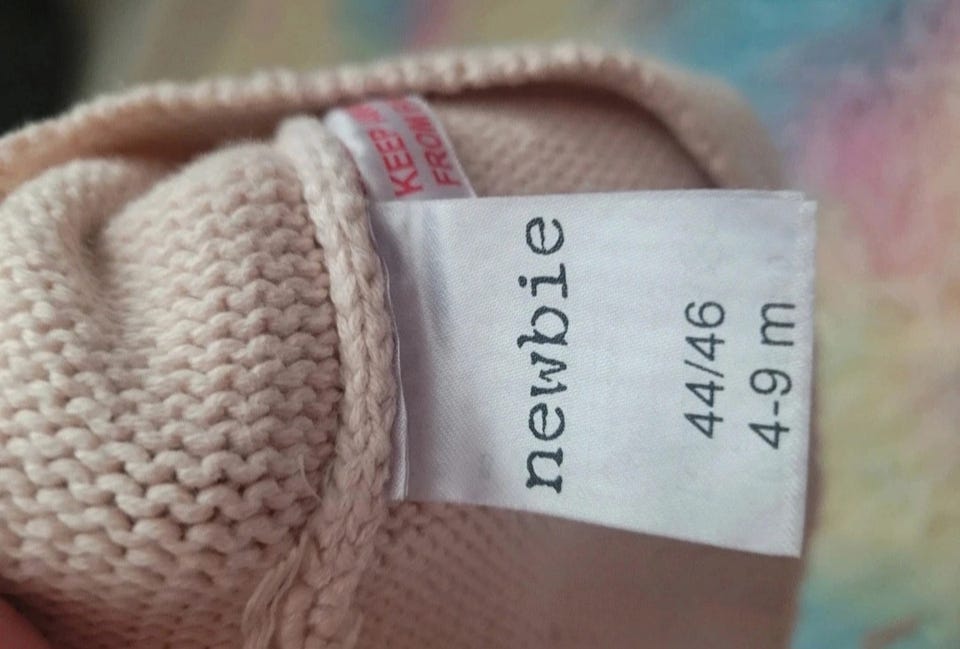 KEEP
FROM
newbie
44/46
4-9 m